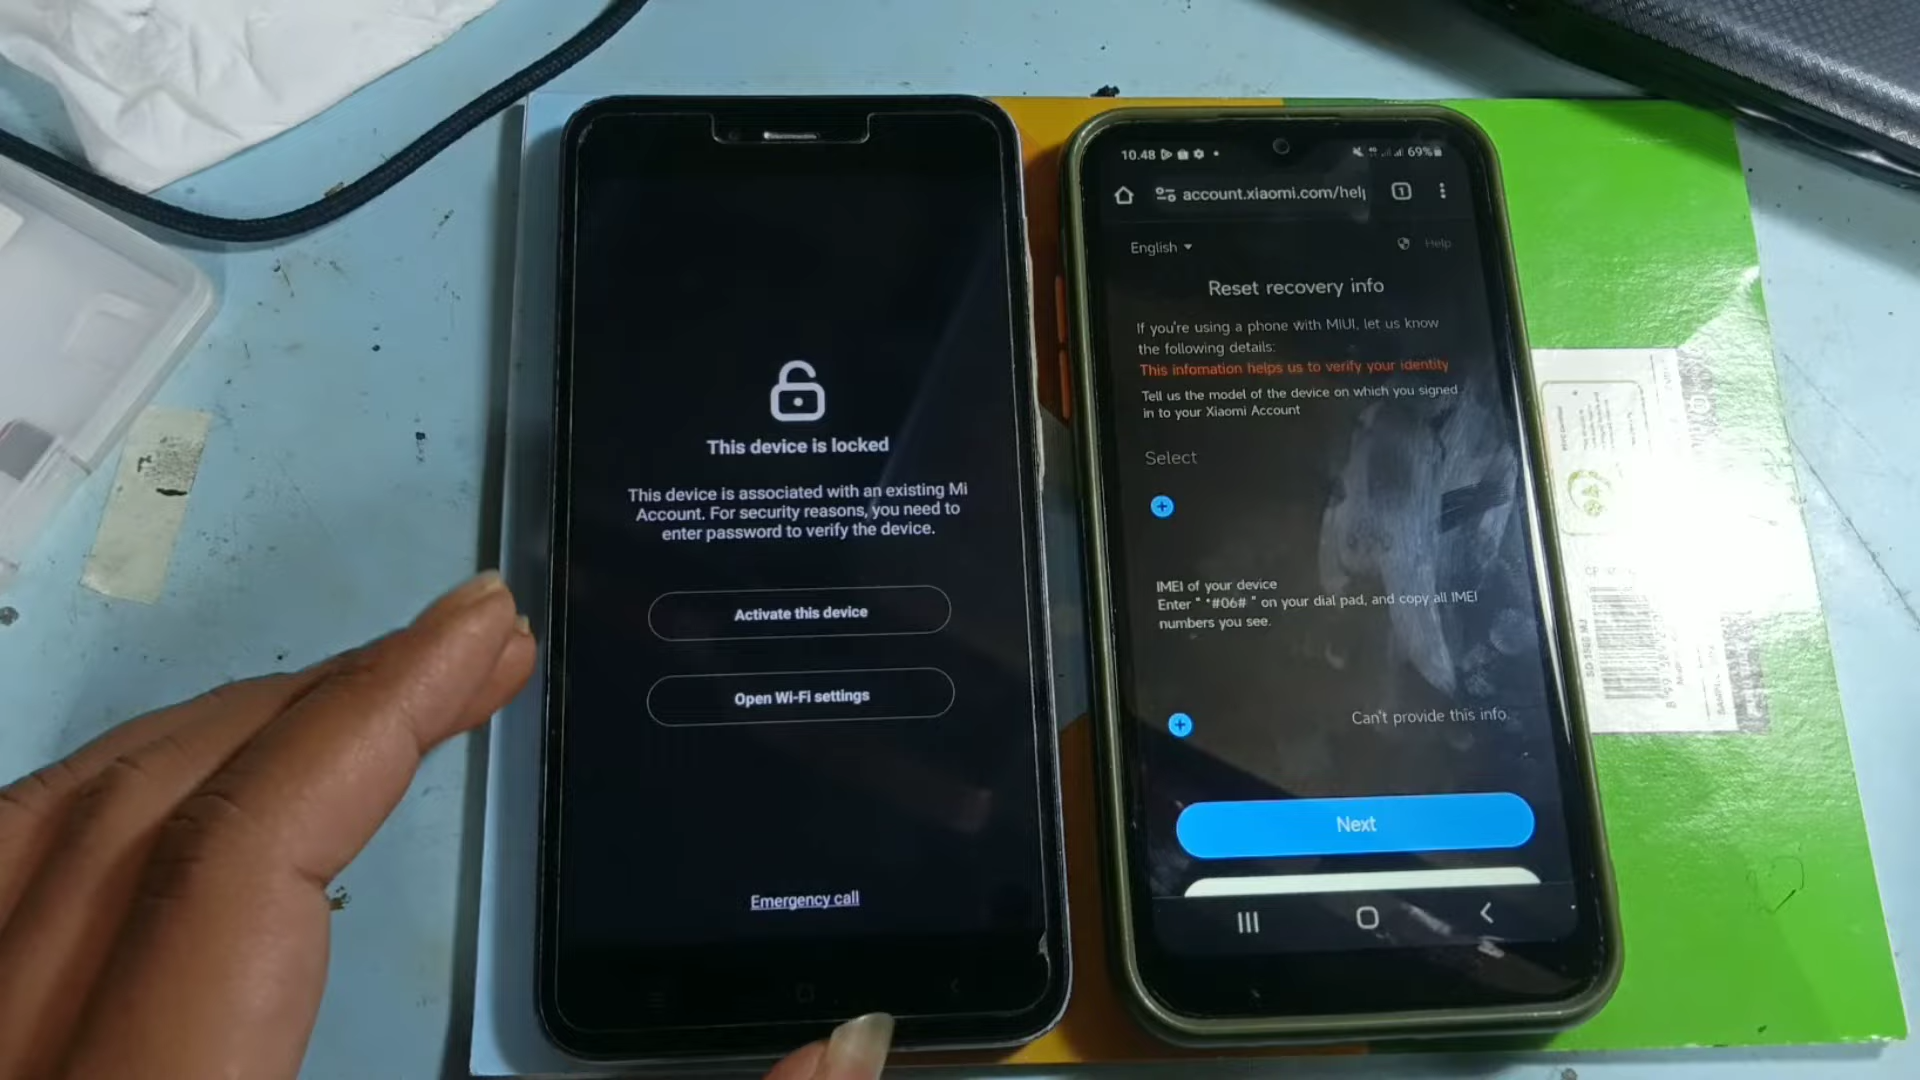 This device is locked
This device is associated with an existing Mi
Account. For security reasons, you need to
enter password to verify the device.
Activate this device
Open Wi-Fi settings
Emergency call
10.48
69%
account.xiaomi.com/help
1
English
Help
Reset recovery info
If you're using a phone with MIUI, let us know
the following details:
This infomation helps us to verify your identity
Tell us the model of the device on which you signed
in to your Xiaomi Account
Select
IMEI of your device
Enter " *#06# " on your dial pad, and copy all IMEI
numbers you see.
Can't provide this info.
Next